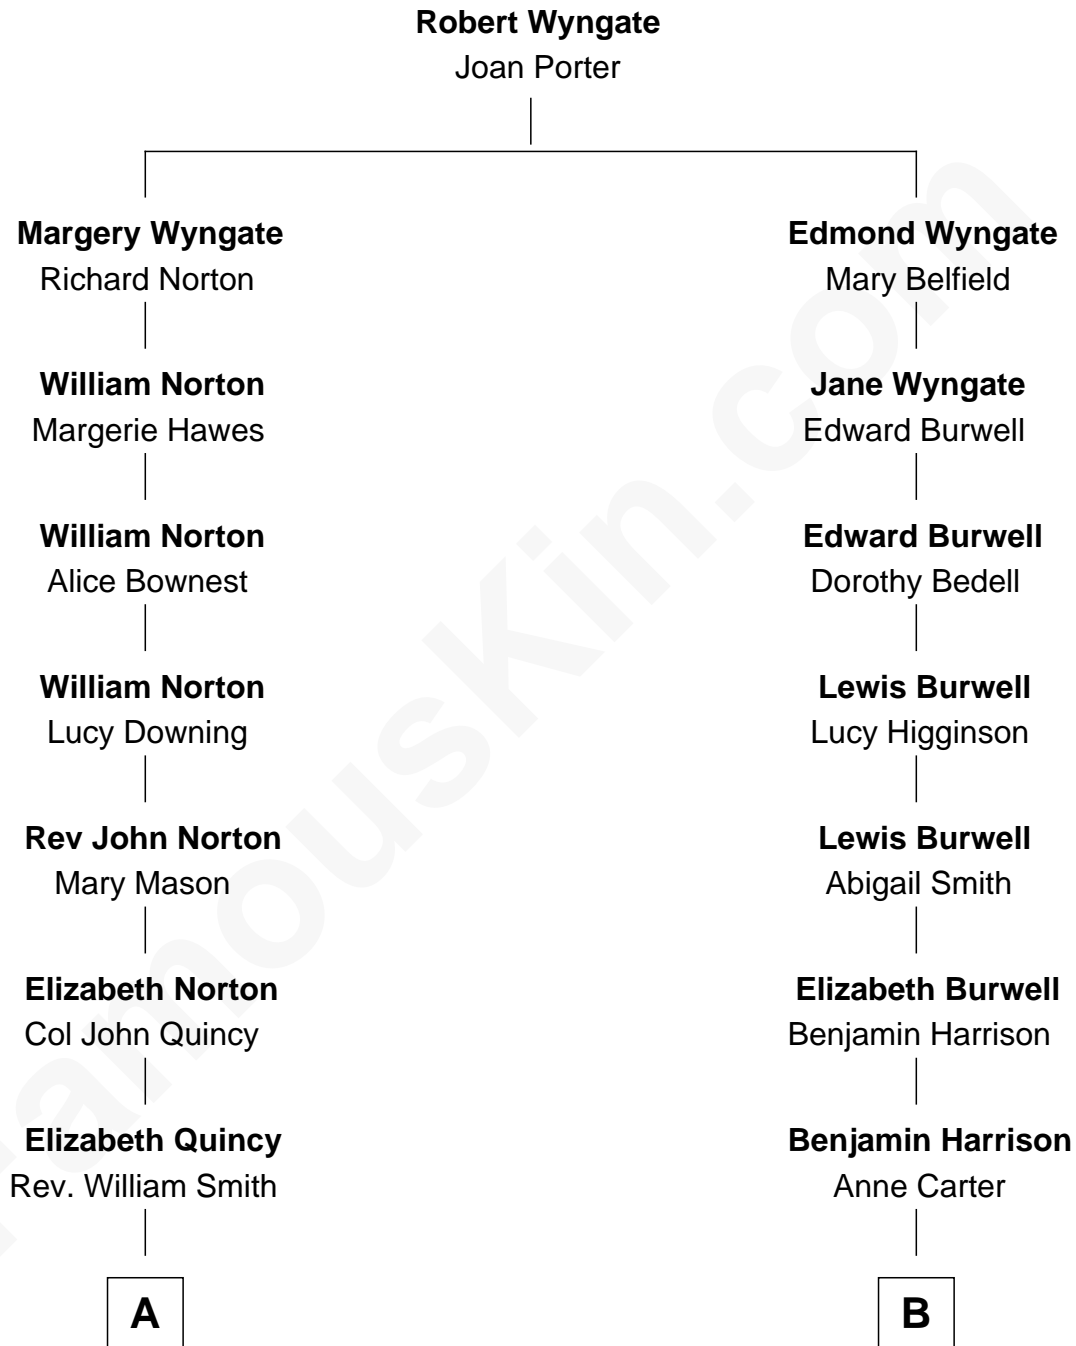 Robert Wyngate
Joan Porter
Margery Wyngate
Richard Norton
Edmond Wyngate
Mary Belfield
William Norton
Margerie Hawes
Jane Wyngate
Edward Burwell
William Norton
Alice Bownest
Edward Burwell
Dorothy Bedell
William Norton
Lucy Downing
Lewis Burwell
Lucy Higginson
Rev John Norton
Mary Mason
Lewis Burwell
Abigail Smith
Elizabeth Norton
Col John Quincy
Elizabeth Burwell
Benjamin Harrison
Elizabeth Quincy
Rev. William Smith
Benjamin Harrison
Anne Carter
A
B
FamousKin.com